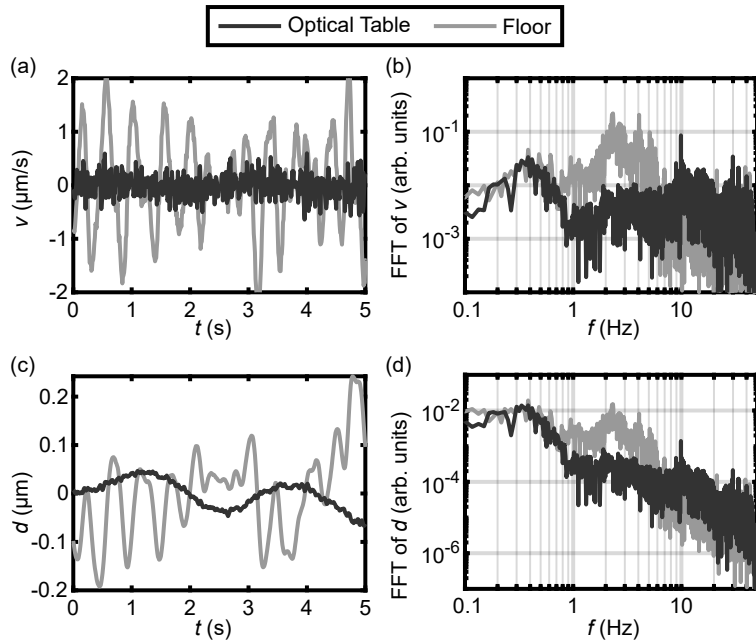 Optical Table Floor
(a)
2
1
0
-1
-2
v (μm/s)
0 1 2 3 4 5
t (s)
(b)
10-1
10-3
FFT of v (arb. units)
0.1 1 10
f (Hz)
(c)
0.2
0.1
0
-0.1
-0.2
d (μm)
0 1 2 3 4 5
t (s)
(d)
10-2
10-4
10-6
FFT of d (arb. units)
0.1 1 10
f (Hz)